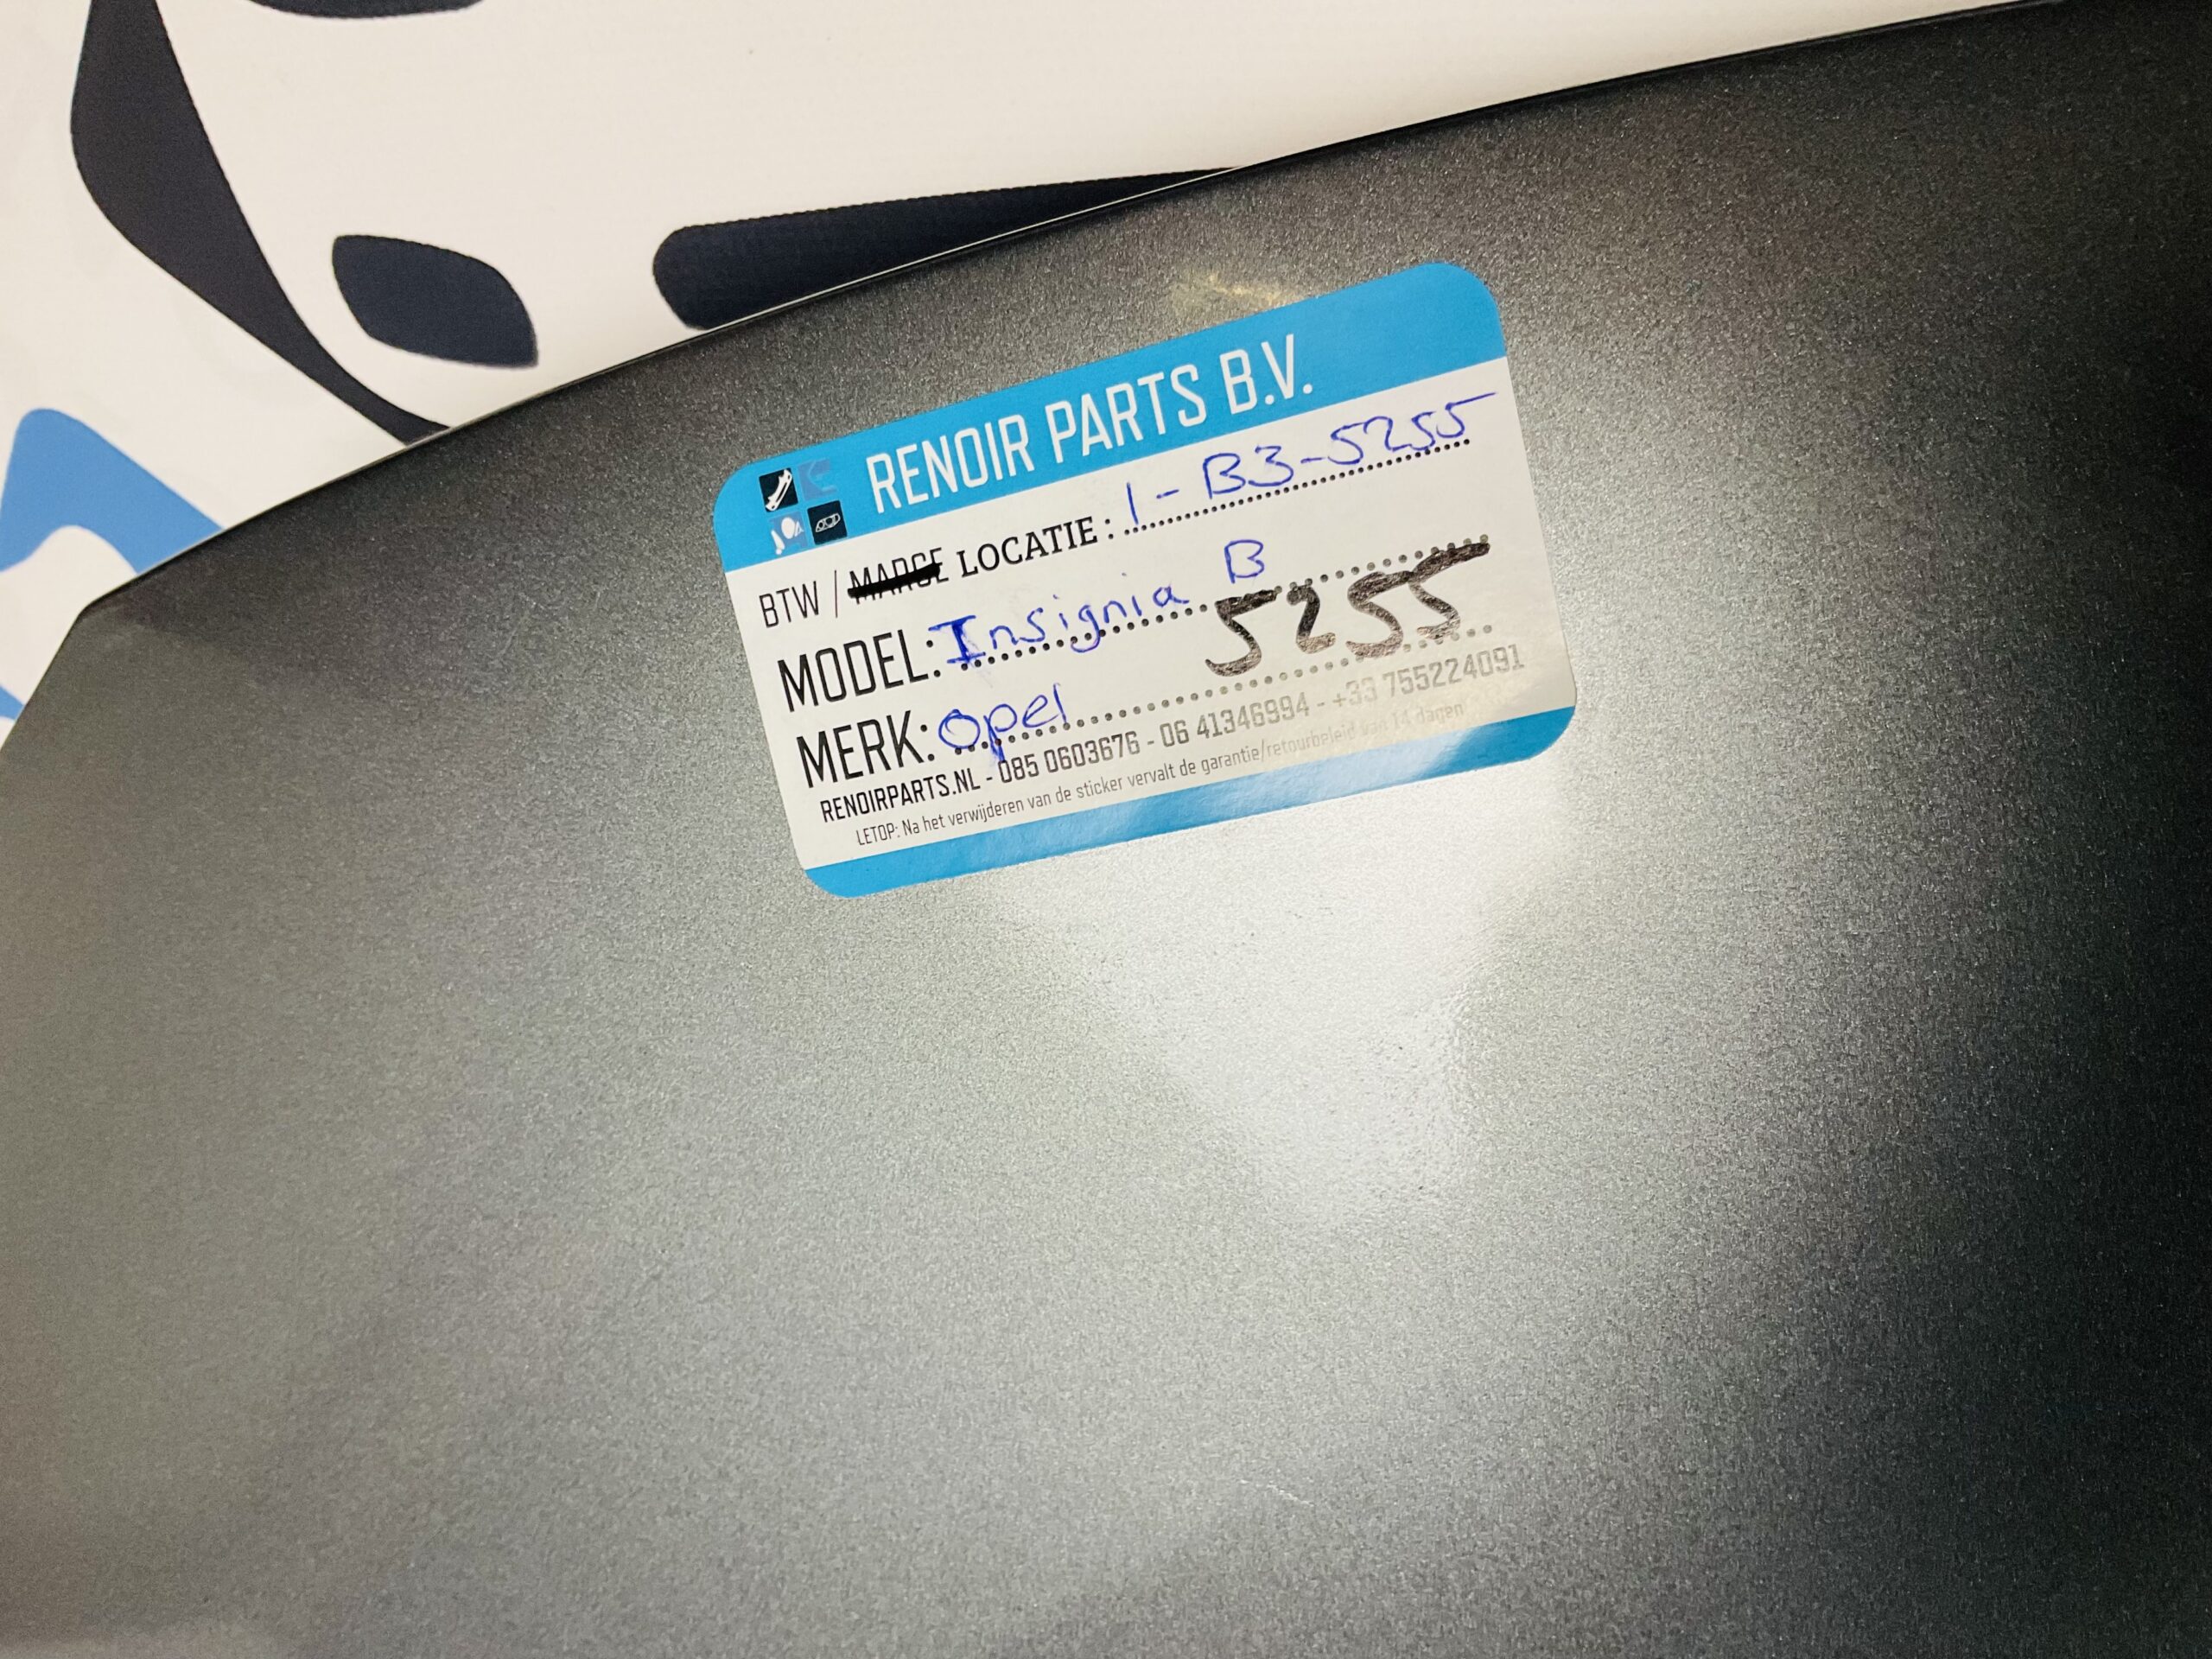 RENOIR PARTS B.V.
BTW / MARGE LOCATIE : 1 - B3-5255
MODEL: Insignia B
5255
MERK: Opel
RENOIRPARTS.NL - 085 0603676 - 06 41346994 - +33 755224091
LETOP: Na het verwijderen van de sticker vervalt de garantie/retourbeleid van 14 dagen